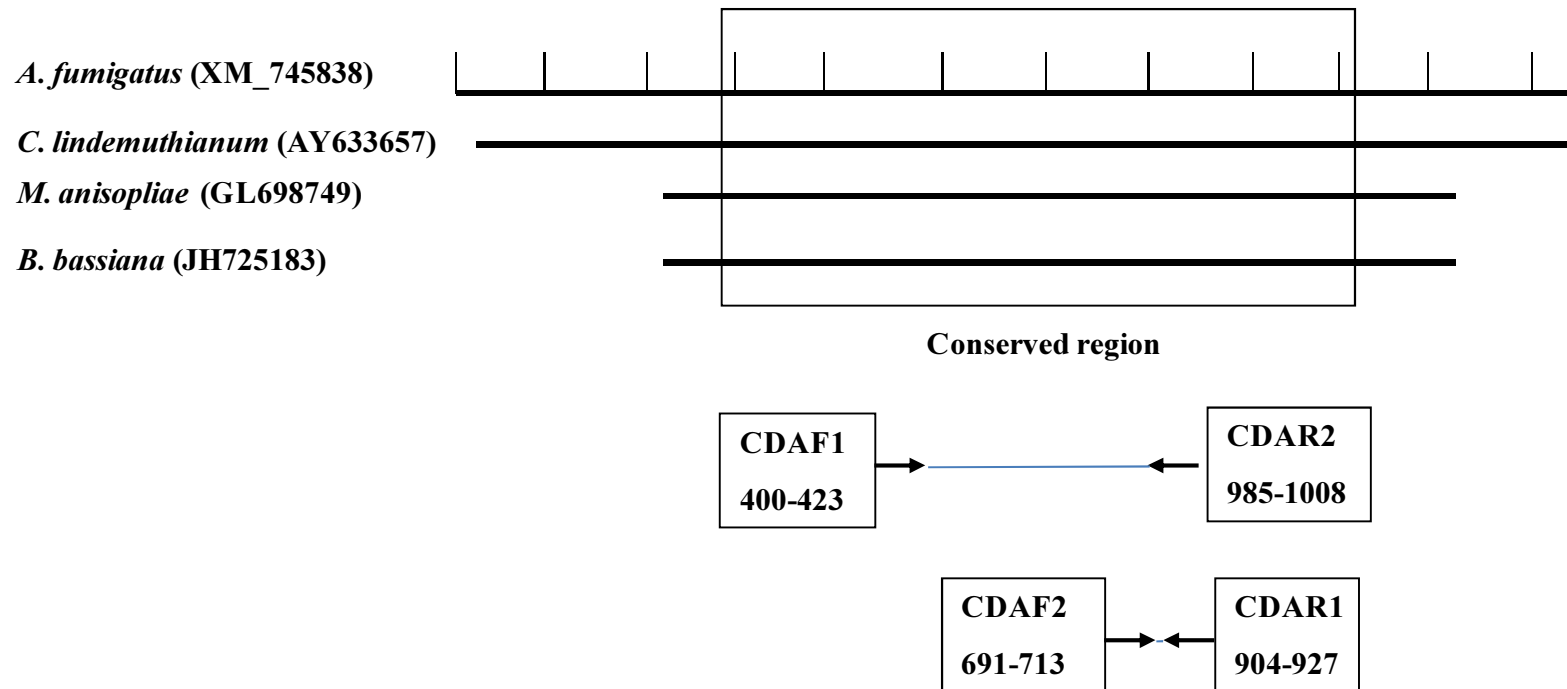 A. fumigatus (XM_745838)
C. lindemuthianum (AY633657)
M. anisopliae (GL698749)
B. bassiana (JH725183)
Conserved region
CDAF1
400-423
CDAR2
985-1008
CDAF2
691-713
CDAR1
904-927